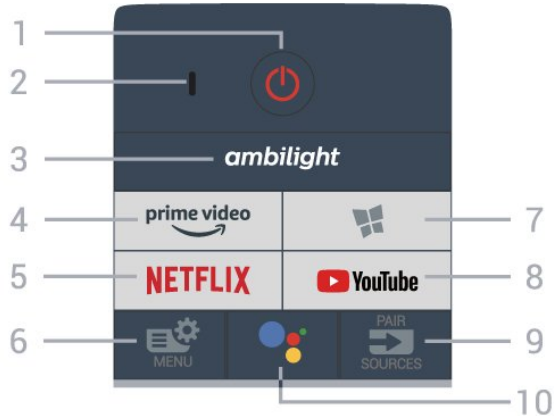 1
2
3 ambilight
4 prime video 7
5 NETFLIX YouTube 8
6 MENU PAIR SOURCES 9
10